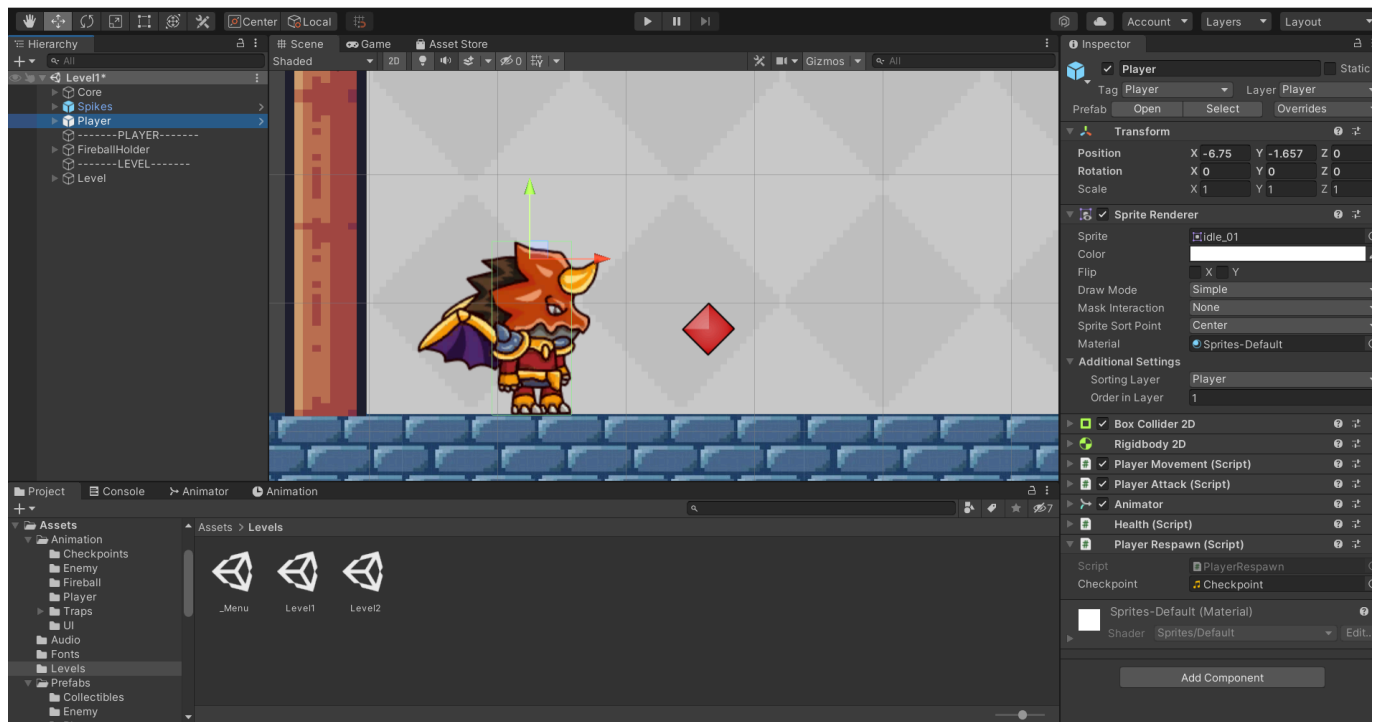 Center Local Account Layers Layout
Hierarchy
All
Level1*
Core
Spikes
Player
-------PLAYER-------
FireballHolder
-------LEVEL-------
Level
Scene Game Asset Store
Shaded 2D 0 Gizmos All
Project Console Animator Animation
7
Assets
Animation
Checkpoints
Enemy
Fireball
Player
Traps
UI
Audio
Fonts
Levels
Prefabs
Collectibles
Enemy
Assets > Levels
_Menu Level1 Level2
Inspector
Player Static
Tag Player Layer Player
Prefab Open Select Overrides
Transform
Position X -6.75 Y -1.657 Z 0
Rotation X 0 Y 0 Z 0
Scale X 1 Y 1 Z 1
Sprite Renderer
Sprite idle_01
Color
Flip X Y
Draw Mode Simple
Mask Interaction None
Sprite Sort Point Center
Material Sprites-Default
Additional Settings
Sorting Layer Player
Order in Layer 1
Box Collider 2D
Rigidbody 2D
Player Movement (Script)
Player Attack (Script)
Animator
Health (Script)
Player Respawn (Script)
Script PlayerRespawn
Checkpoint Checkpoint
Sprites-Default (Material)
Shader Sprites/Default Edit...
Add Component